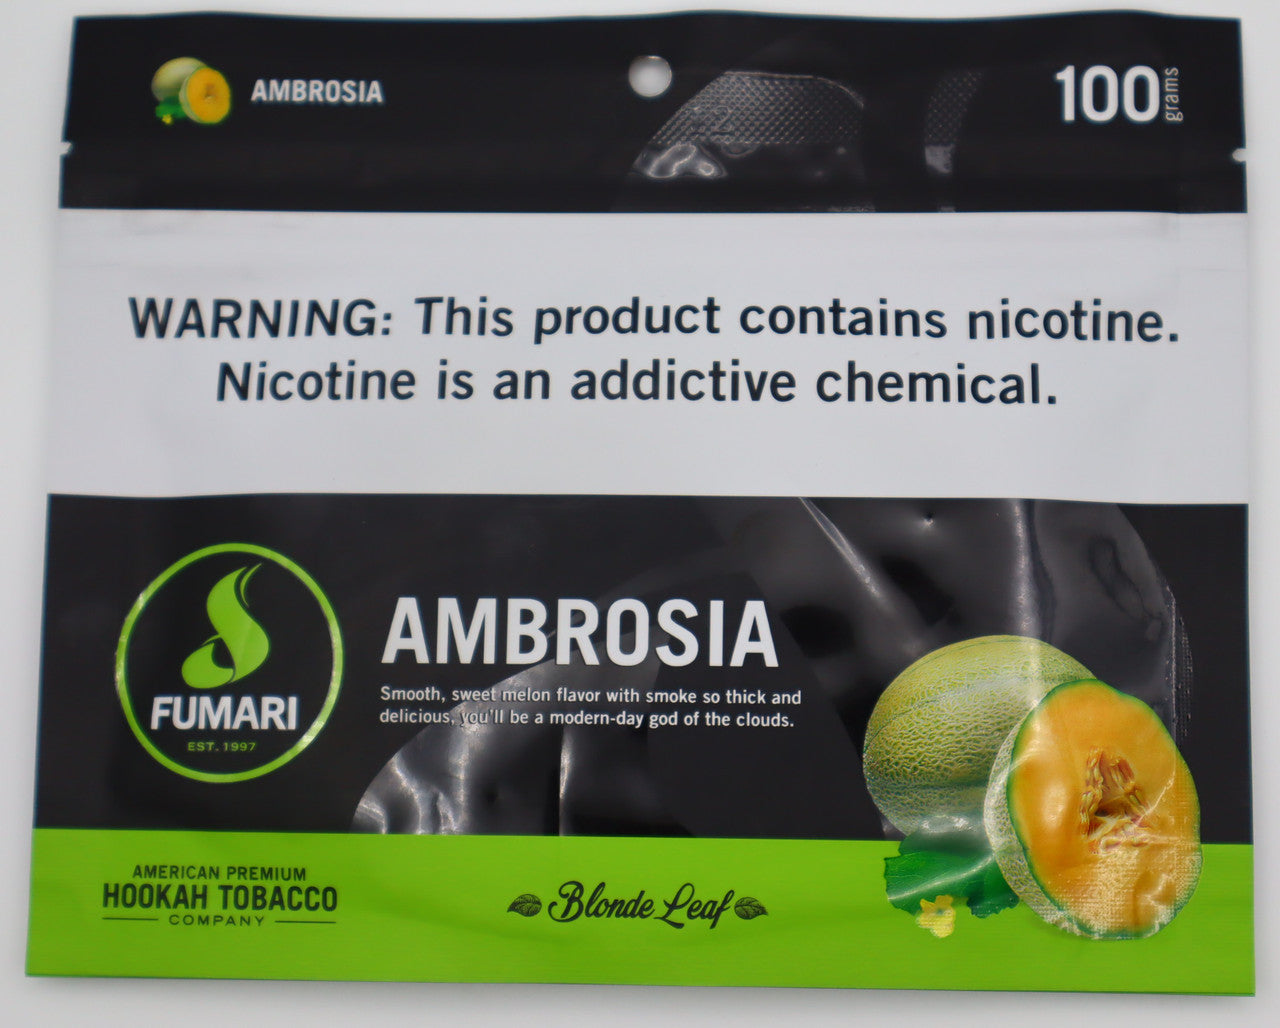 AMBROSIA
100 grams
WARNING: This product contains nicotine.
Nicotine is an addictive chemical.
FUMARI
EST. 1997
AMBROSIA
Smooth, sweet melon flavor with smoke so thick and
delicious, you'll be a modern-day god of the clouds.
AMERICAN PREMIUM
HOOKAH TOBACCO
COMPANY
Blonde Leaf